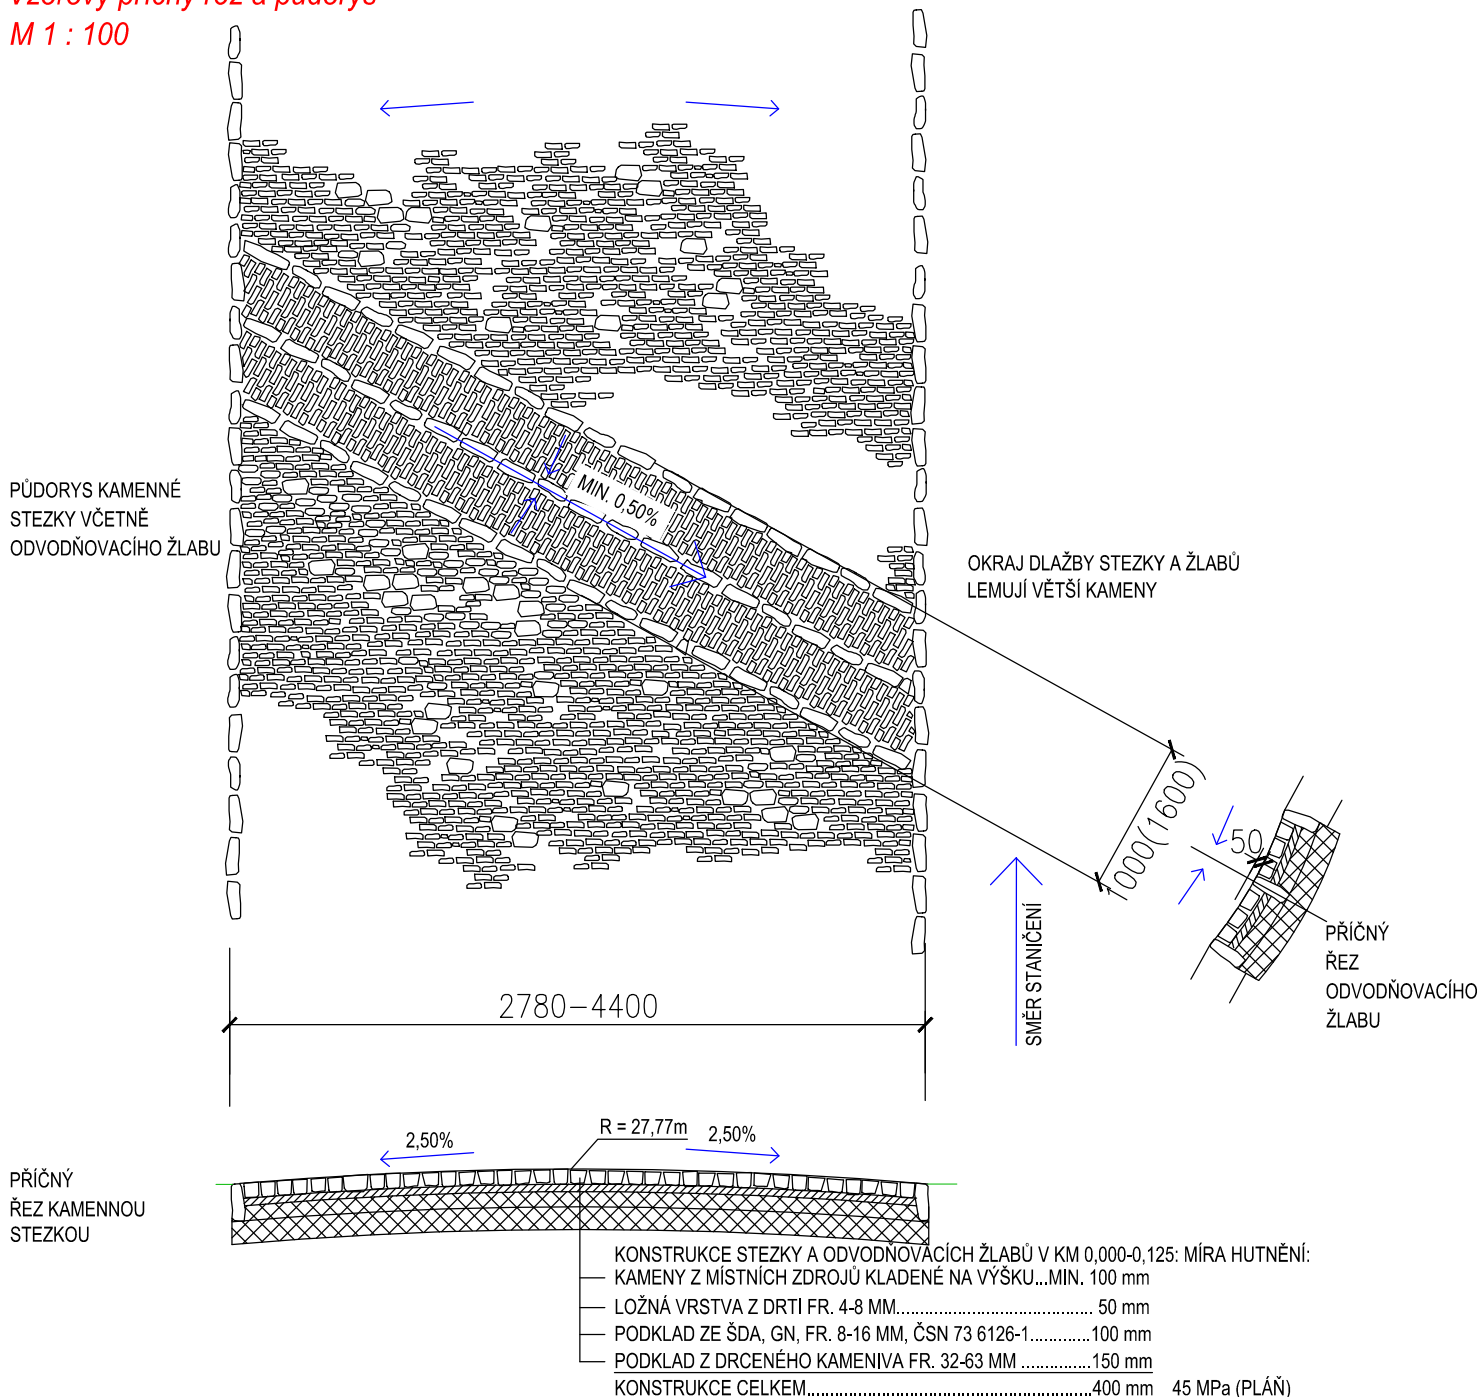 Vzorový příčný řez a půdorys
M 1 : 100
MIN. 0,50%
PŮDORYS KAMENNÉ
STEZKY VČETNĚ
ODVODŇOVACÍHO ŽLABU
OKRAJ DLAŽBY STEZKY A ŽLABŮ
LEMUJÍ VĚTŠÍ KAMENY
1000(1600)
50
SMĚR STANIČENÍ
PŘÍČNÝ
ŘEZ
ODVODŇOVACÍHO
ŽLABU
2780-4400
R = 27,77m
2,50%
2,50%
PŘÍČNÝ
ŘEZ KAMENNOU
STEZKOU
KONSTRUKCE STEZKY A ODVODŇOVACÍCH ŽLABŮ V KM 0,000-0,125: MÍRA HUTNĚNÍ:
KAMENY Z MÍSTNÍCH ZDROJŮ KLADENÉ NA VÝŠKU...MIN. 100 mm
LOŽNÁ VRSTVA Z DRTÍ FR. 4-8 MM................................................ 50 mm
PODKLAD ZE ŠDA, GN, FR. 8-16 MM, ČSN 73 6126-1...............100 mm
PODKLAD Z DRCENÉHO KAMENIVA FR. 32-63 MM .................150 mm
KONSTRUKCE CELKEM......................................................................400 mm 45 MPa (PLÁŇ)